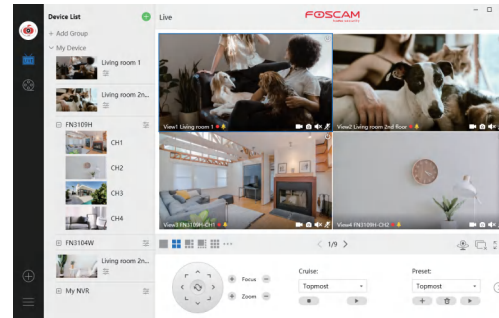 Device List
Live
FOSCAM
+ Add Group
My Device
Living room 1
Living room 2n...
FN3109H
CH1
CH2
CH3
CH4
FN3104W
Living room 2n...
My NVR
View1 Living room 1
View2 Living room 2nd floor
View3 FN3109H-CH1
View4 FN3109H-CH2
1/9
Focus
Zoom
Cruise:
Topmost
Preset:
Topmost